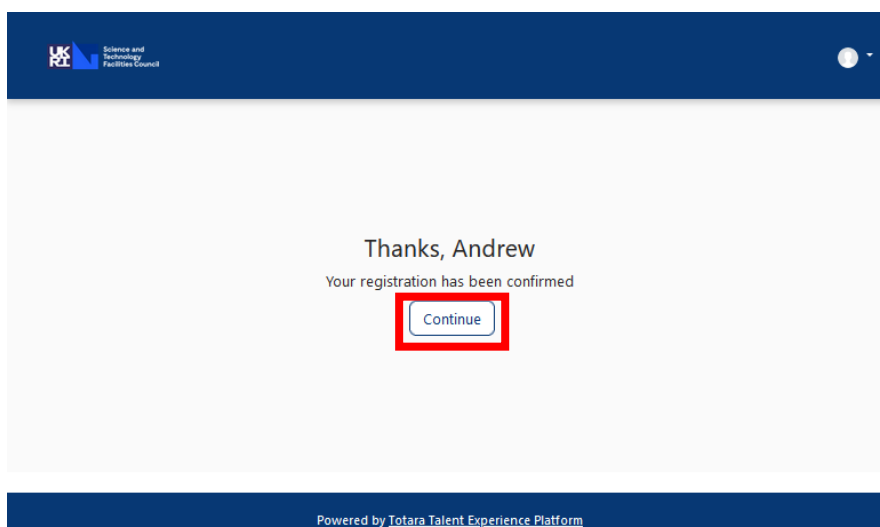 UK
RI
Science and
Technology
Facilities Council
Thanks, Andrew
Your registration has been confirmed
Continue
Powered by Totara Talent Experience Platform